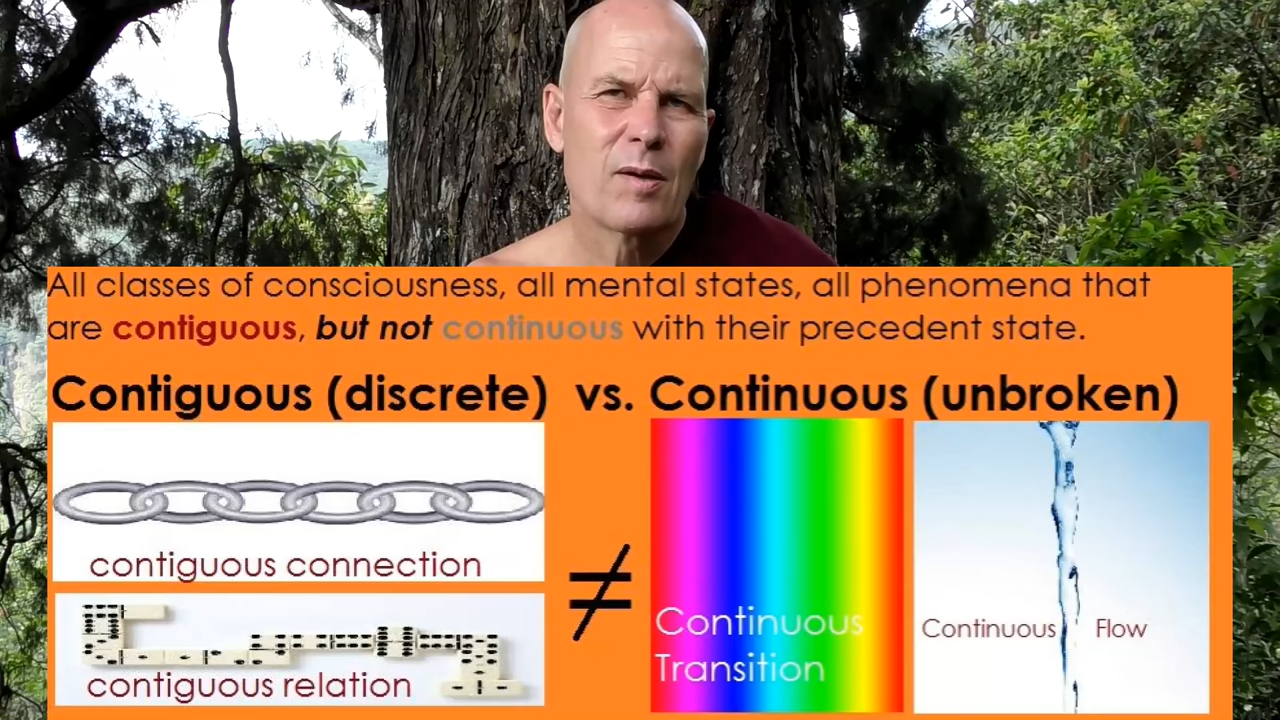 All classes of consciousness, all mental states, all phenomena that
are contiguous, but not continuous with their precedent state.
Contiguous (discrete) vs. Continuous (unbroken)
contiguous connection
contiguous relation
≠
Continuous
Transition
Continuous Flow